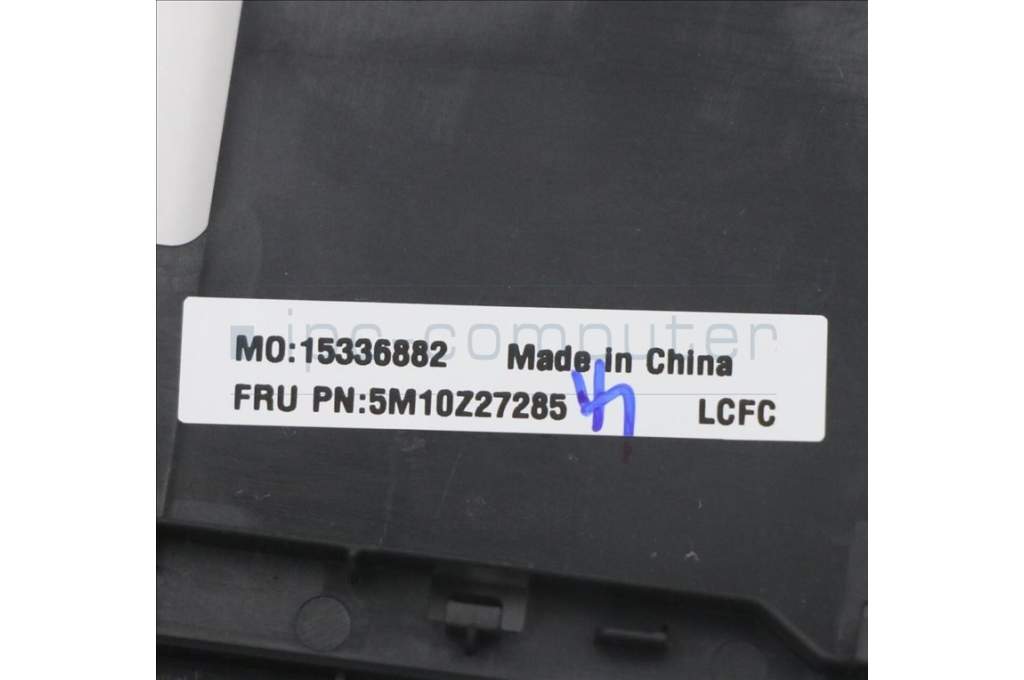 ipc computer
MO:15336882 Made in China
FRU PN:5M10Z27285 LCFC